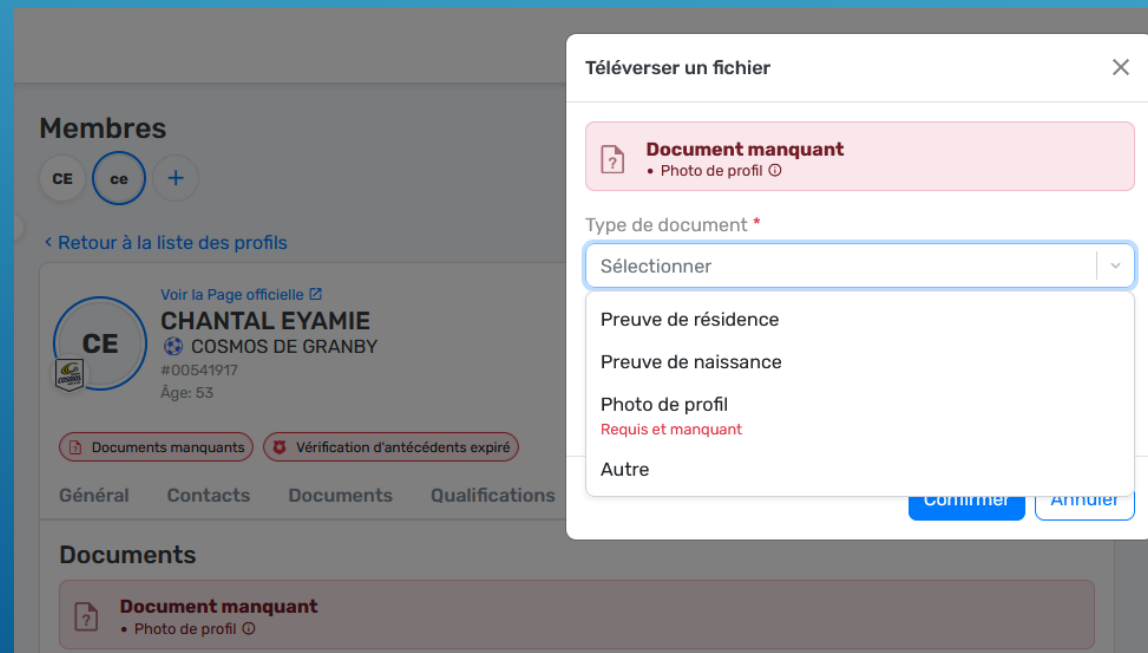 Membres
CE
ce
+
< Retour à la liste des profils
CE
COSMOS
Voir la Page officielle
CHANTAL EYAMIE
COSMOS DE GRANBY
#00541917
Âge: 53
Documents manquants
Vérification d'antécédents expiré
Général
Contacts
Documents
Qualifications
Documents
Document manquant
• Photo de profil
Téléverser un fichier
Document manquant
• Photo de profil
Type de document *
Sélectionner
Preuve de résidence
Preuve de naissance
Photo de profil
Requis et manquant
Autre
Confirmer
Annuler